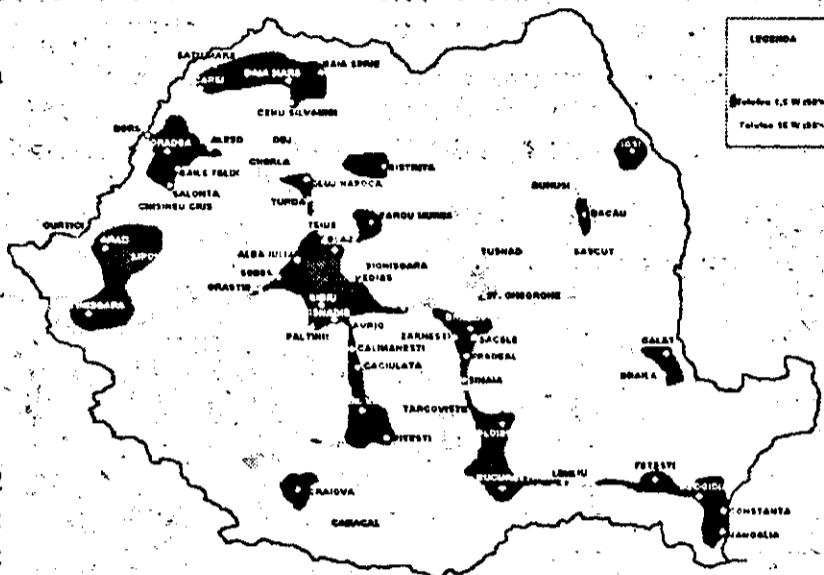 LEGENDA
SATU MARE
BAIA SPRIE
BAIA MARE
CEHU SILVANIEI
BORS
ORADEA
ALESD
DEJ
IASI
GHERLA
BAILE FELIX
BISTRITA
CLUJ NAPOCA
SALONTA
CHISINEU CRIS
TURDA
BUHUSI
BACAU
TARGU MURES
CURTICI
TEIUS
ARAD
BLAJ
ALBA IULIA
SIGHISOARA
TUSNAD
SASCUT
SEBES
MEDIAS
ORASTIE
SF. GHEORGHE
SIBIU
TIMISOARA
CISNADIE
AVRIG
PALTINIS
ZARNESTI
SACELE
CALIMANESTI
PREDEAL
GALATI
CACIULATA
BRAILA
SINAIA
TARGOVISTE
PITESTI
LEHLIU
FETESTI
CRAIOVA
CONSTANTA
CARACAL
MANGALIA